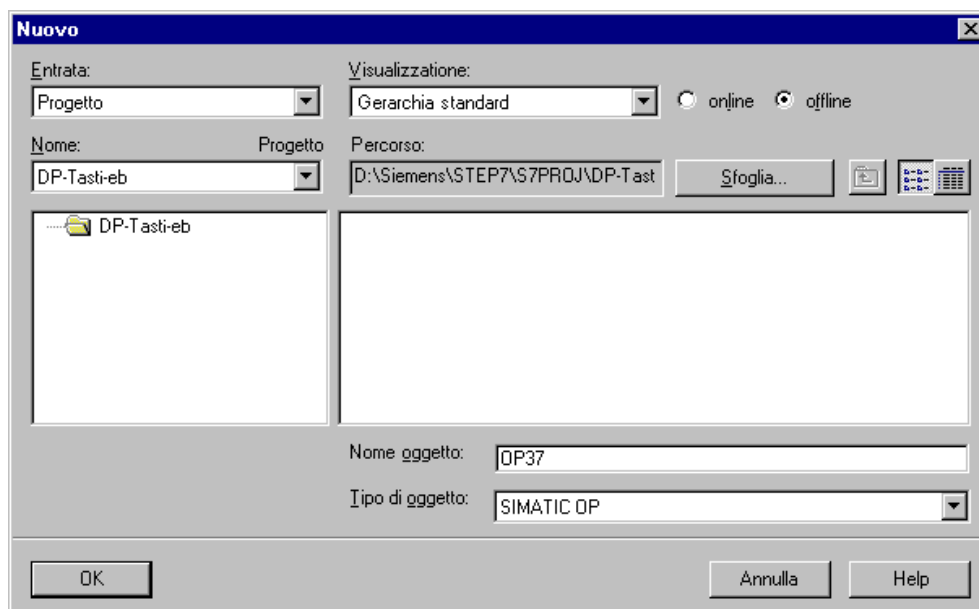 Nuovo
Entrata:
Visualizzatione:
Progetto
Gerarchia standard
online
offline
Nome:
Progetto
Percorso:
DP-Tasti-eb
D:\Siemens\STEP7\S7PROJ\DP-Tast
Sfoglia...
DP-Tasti-eb
Nome oggetto:
OP37
Tipo di oggetto:
SIMATIC OP
OK
Annulla
Help